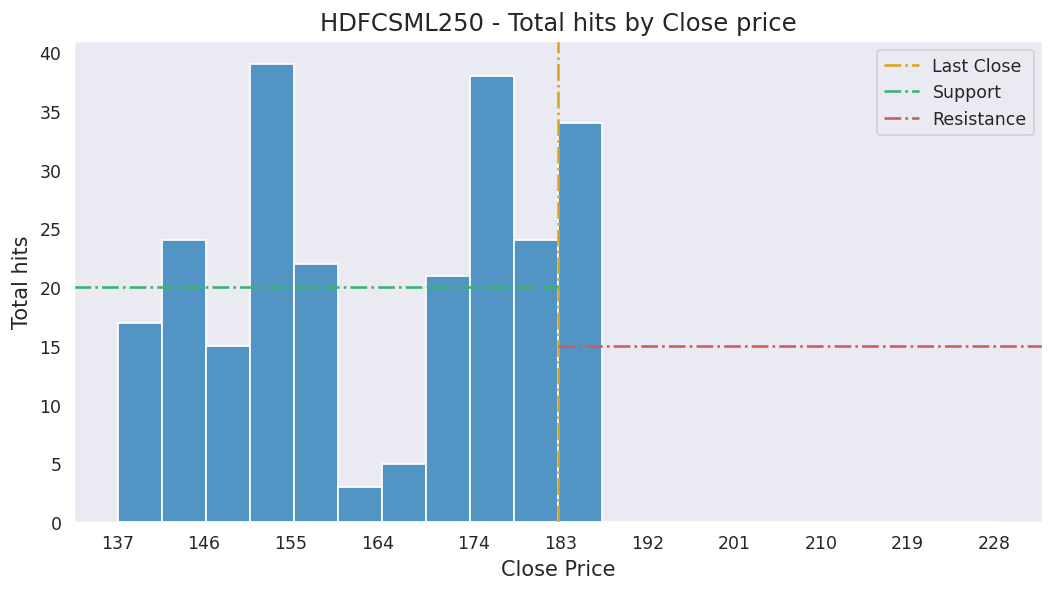 HDFCSML250 - Total hits by Close price
Last Close
Support
Resistance
Total hits
40
35
30
25
20
15
10
5
0
137 146 155 164 174 183 192 201 210 219 228
Close Price